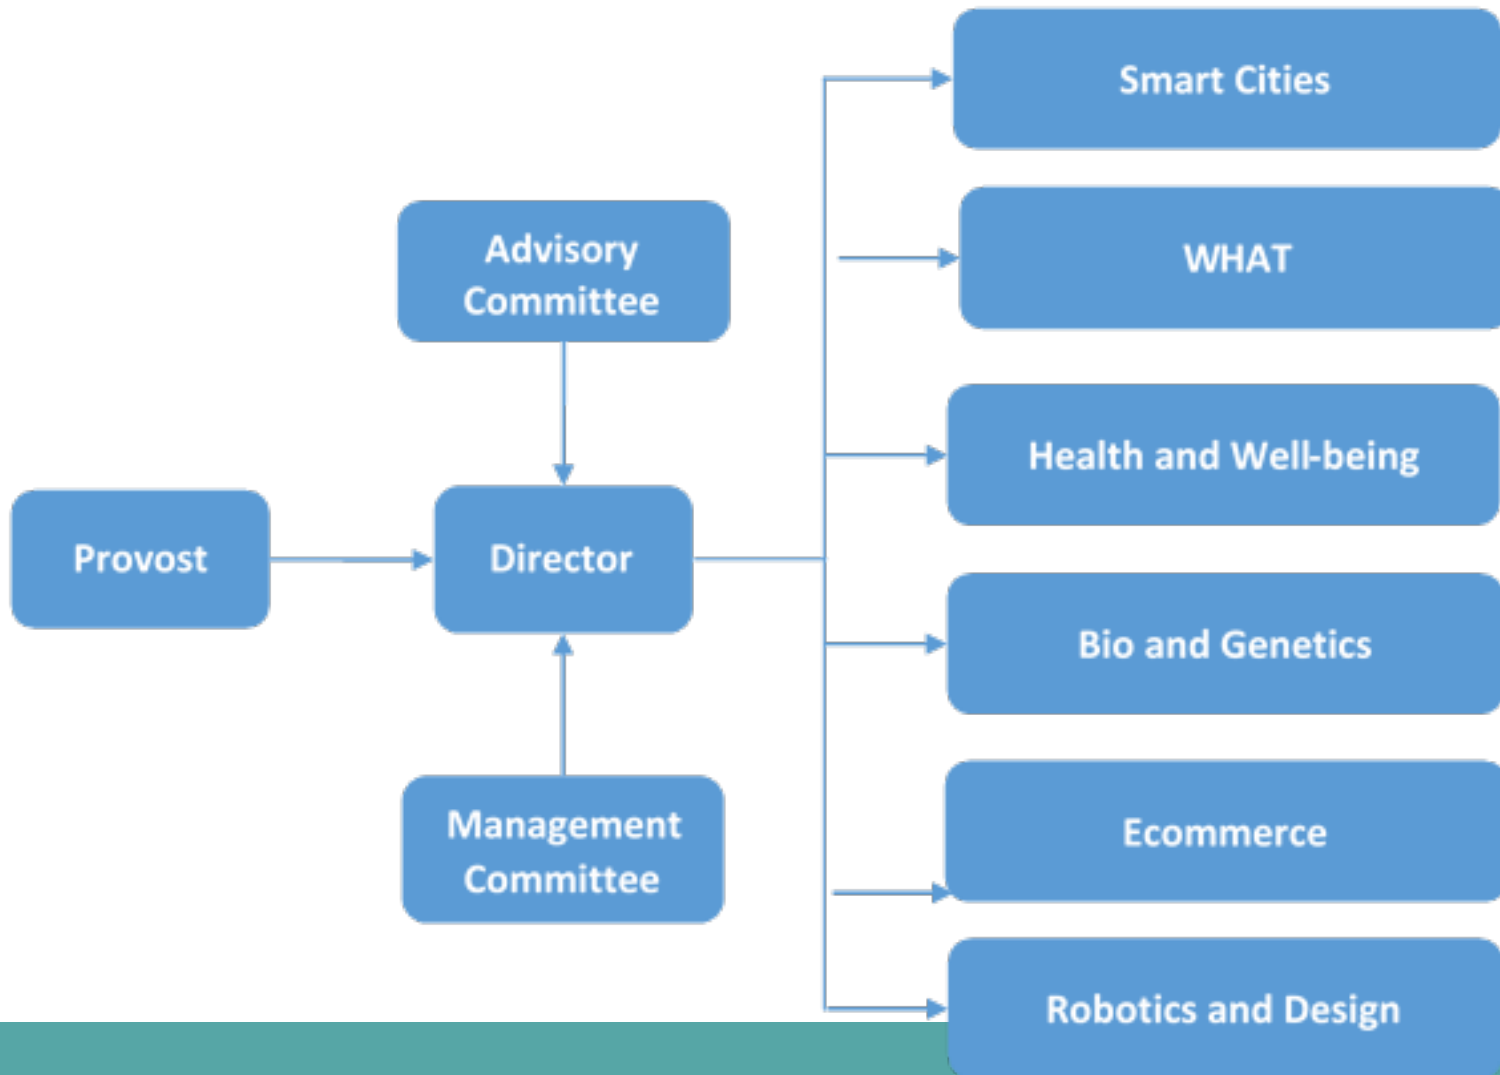 Smart Cities
Advisory
Committee
WHAT
Health and Well-being
Provost
Director
Bio and Genetics
Management
Committee
Ecommerce
Robotics and Design